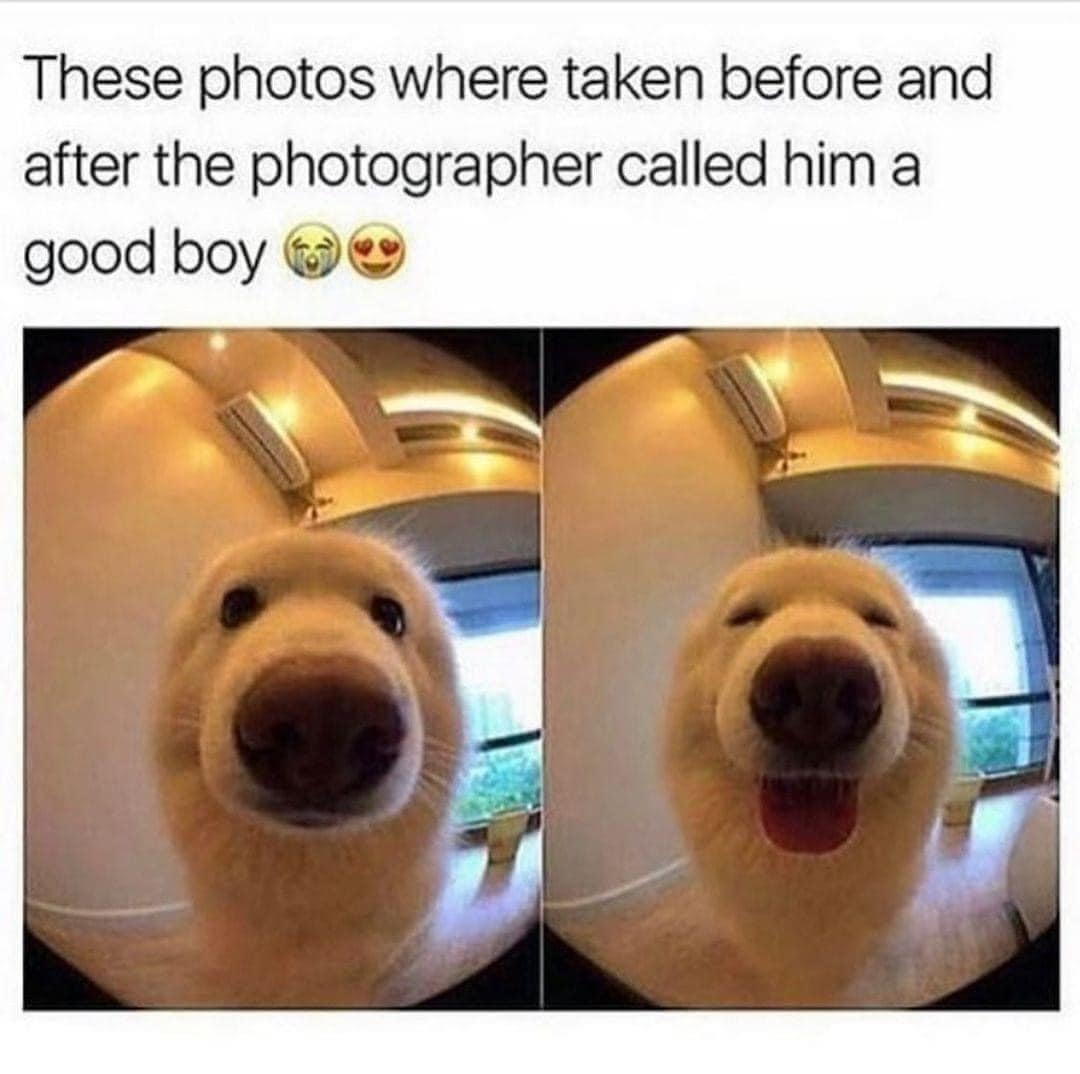 These photos where taken before and
after the photographer called him a
good boy 😭😍